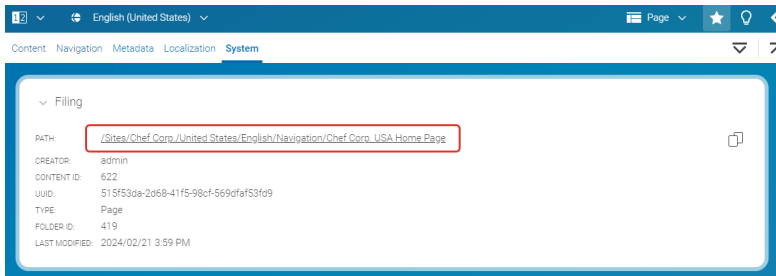 12 English (United States) Page
Content Navigation Metadata Localization System
Filing
PATH: /Sites/Chef Corp./United States/English/Navigation/Chef Corp. USA Home Page
CREATOR: admin
CONTENT ID: 622
UUID: 515f53da-2d68-41f5-98cf-569dfaf53fd9
TYPE: Page
FOLDER ID: 419
LAST MODIFIED: 2024/02/21 3:59 PM